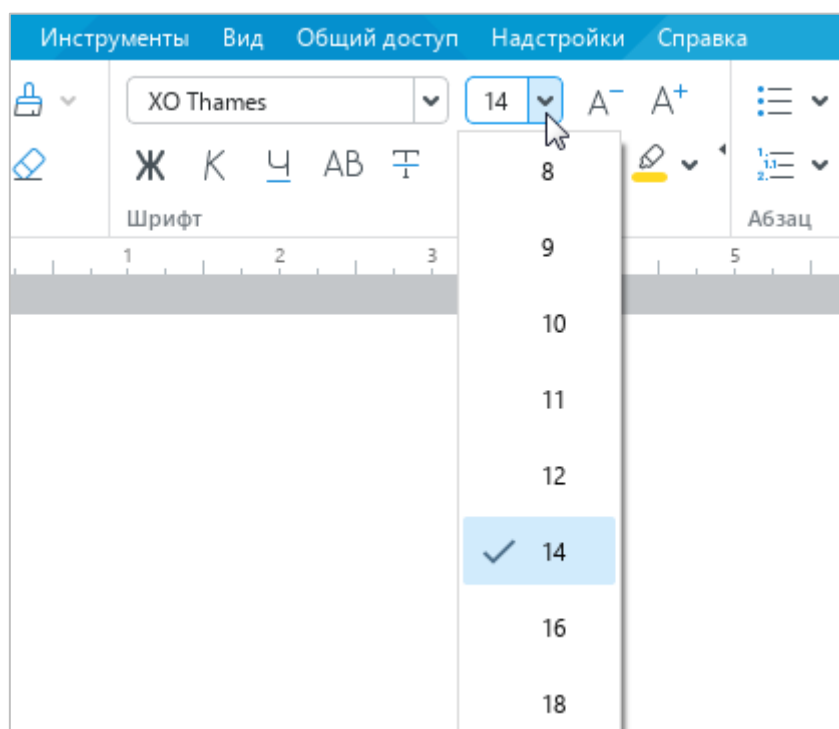 Инструменты Вид Общий доступ Надстройки Справка
XO Thames 14 A− A+
Ж К Ч АВ Т
Шрифт Абзац
1 2 3 5
8
9
10
11
12
14
16
18